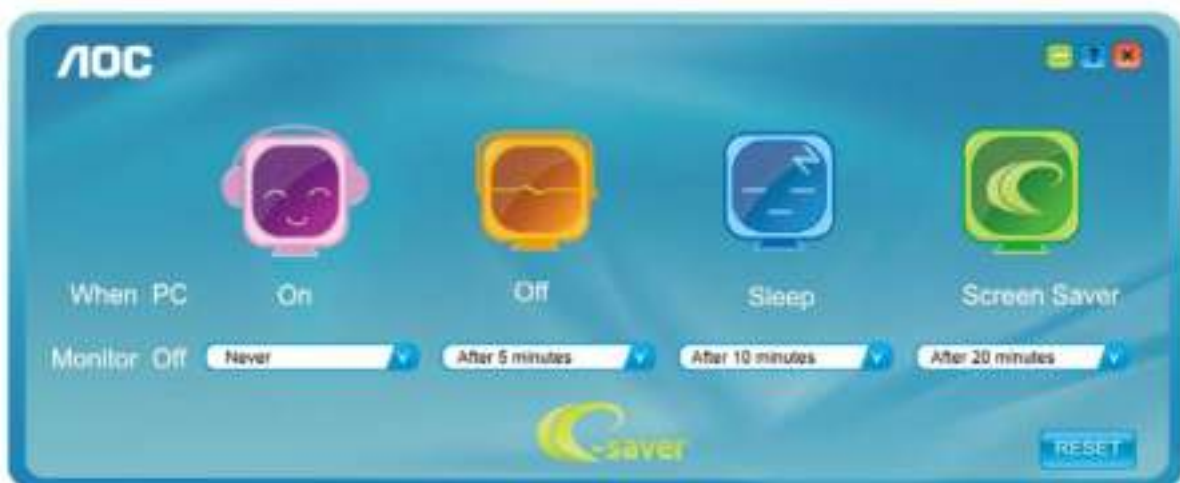 AOC
?
When PC On Off Sleep Screen Saver
Monitor Off Never After 5 minutes After 10 minutes After 20 minutes
e-saver
RESET